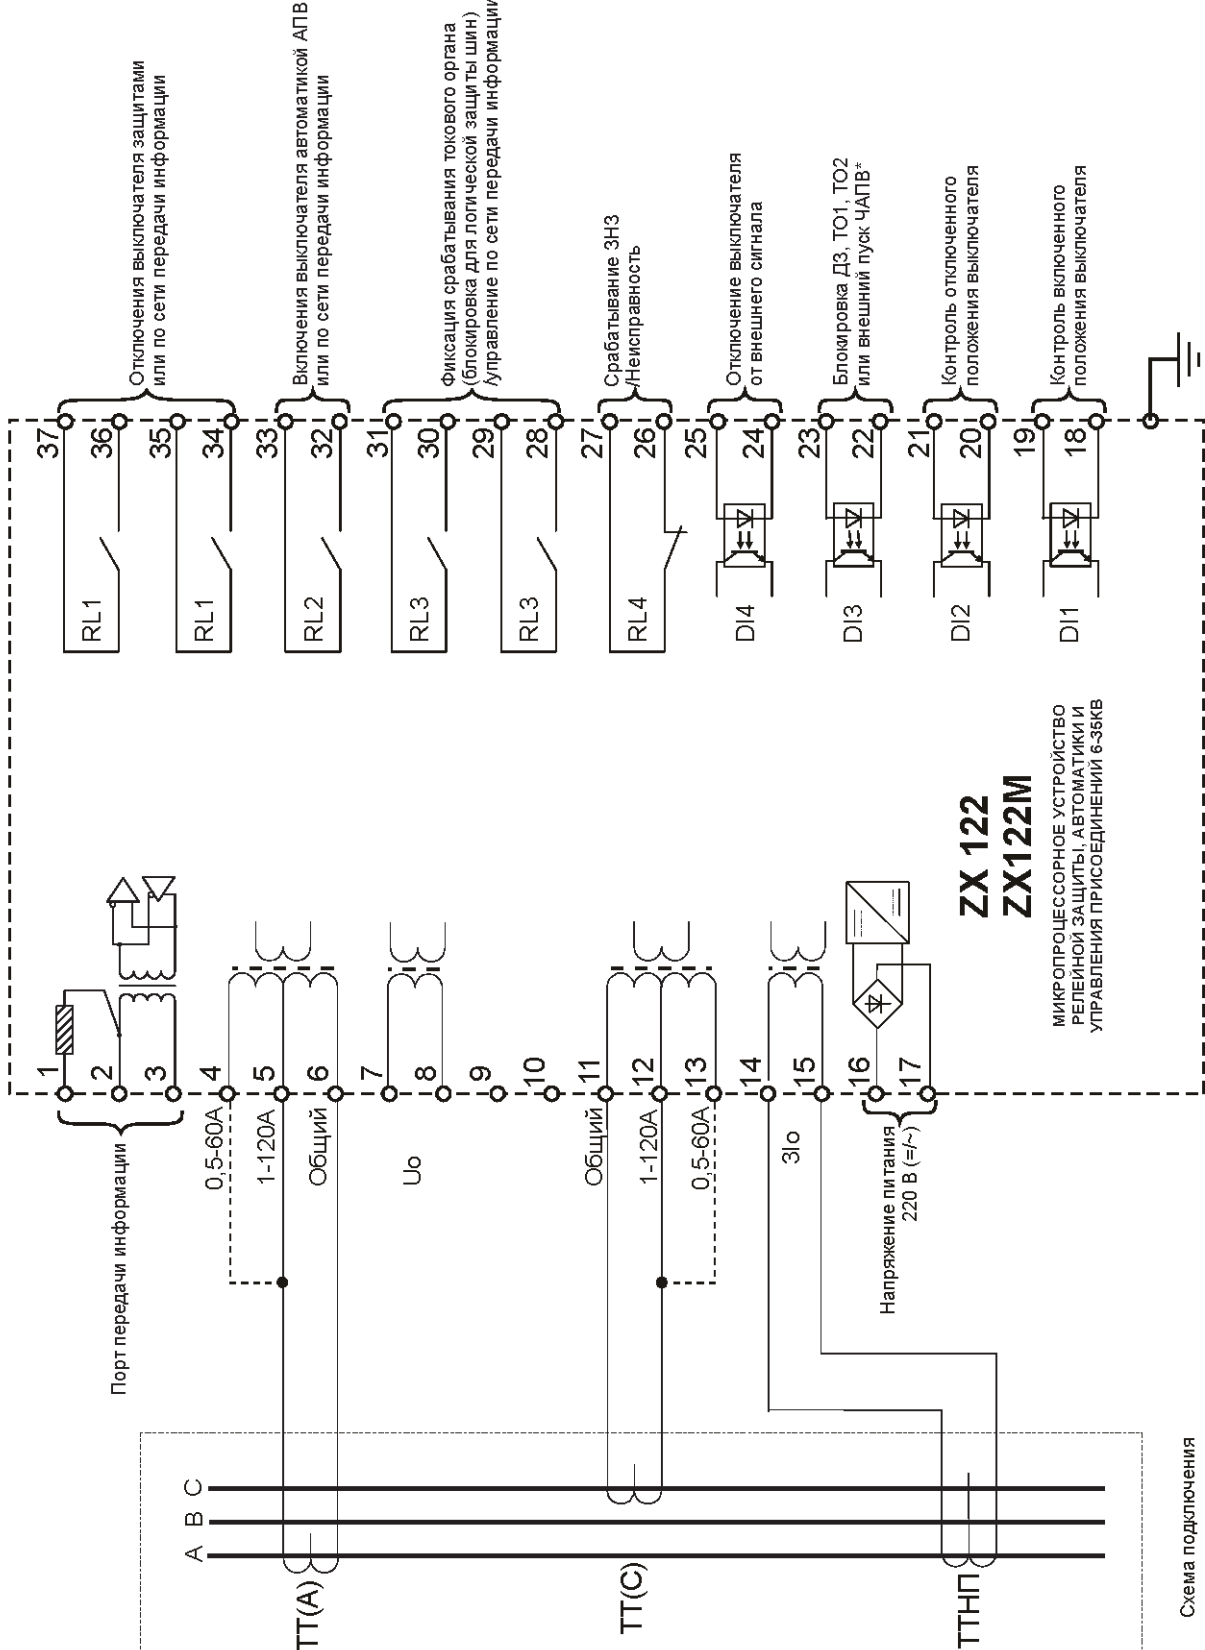 Отключения выключателя защитами
или по сети передачи информации
Включения выключателя автоматикой АПВ
или по сети передачи информации
Фиксация срабатывания токового органа
(блокировка для логической защиты шин)
/управление по сети передачи информации
Срабатывание ЗНЗ
/Неисправность
Отключение выключателя
от внешнего сигнала
Блокировка ДЗ, ТО1, ТО2
или внешний пуск ЧАПВ*
Контроль отключенного
положения выключателя
Контроль включенного
положения выключателя
37
36
35
34
33
32
31
30
29
28
27
26
25
24
23
22
21
20
19
18
RL1
RL1
RL2
RL3
RL3
RL4
DI4
DI3
DI2
DI1
ZX 122
ZX122M
МИКРОПРОЦЕССОРНОЕ УСТРОЙСТВО
РЕЛЕЙНОЙ ЗАЩИТЫ, АВТОМАТИКИ И
УПРАВЛЕНИЯ ПРИСОЕДИНЕНИЙ 6-35КВ
1
2
3
4
5
6
7
8
9
10
11
12
13
14
15
16
17
Порт передачи информации
0,5-60А
1-120А
Общий
Uo
Общий
1-120А
0,5-60А
3Io
Напряжение питания
220 В (=/~)
A
B
C
ТТ(А)
ТТ(С)
ТТНП
Схема подключения